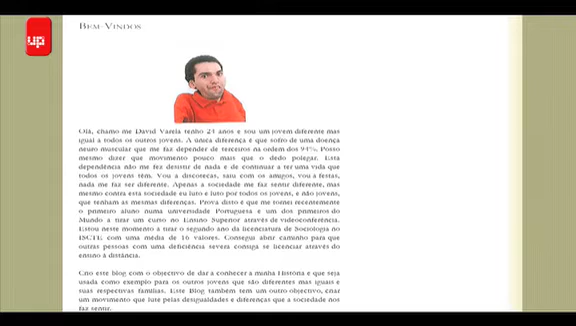 up
BEM-VINDOS
Olá, chamo me David Varela tenho 24 anos e sou um jovem diferente mas
igual a todos os outros jovens. A única diferença é que sofro de uma doença
neuro muscular que me faz depender de terceiros na ordem dos 94%. Posso
mesmo dizer que movimento pouco mais que o dedo polegar. Esta
dependência não me fez desistir de nada e de continuar a ter uma vida que
todos os jovens têm. Vou a discotecas, saiu com os amigos, vou a festas,
nada me faz ser diferente. Apenas a sociedade me faz sentir diferente, mas
mesmo contra esta sociedade eu luto e luto por todos os jovens, e não jovens,
que tenham as mesmas diferenças. Prova disto é que me tornei recentemente
o primeiro aluno numa universidade Portuguesa e um dos primeiros do
Mundo a tirar um curso no Ensino Superior através de videoconferência.
Estou neste momento a tirar o segundo ano da licenciatura de Sociologia no
ISCTE com uma média de 16 valores. Consegui abrir caminho para que
outras pessoas com uma deficiência severa consiga se licenciar através do
ensino à distância.
Crio este blog com o objectivo de dar a conhecer a minha História e que seja
usada como exemplo para os outros jovens que são diferentes mas iguais e
suas respectivas famílias. Este Blog também tem um outro objectivo, criar
um movimento que lute pelas desigualdades e diferenças que a sociedade nos
faz sentir.